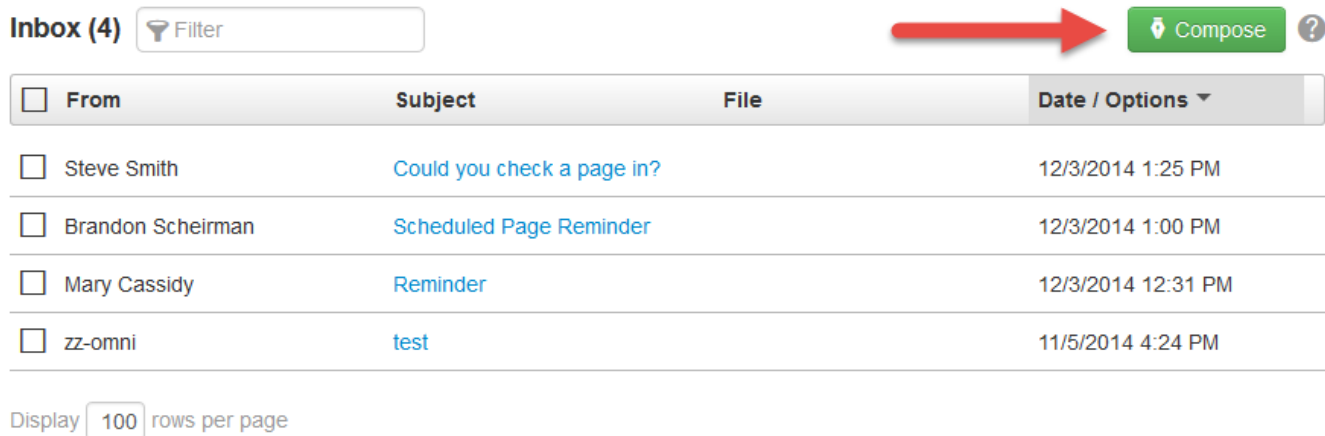 Inbox (4) Filter Compose ?
From Subject File Date / Options
Steve Smith Could you check a page in? 12/3/2014 1:25 PM
Brandon Scheirman Scheduled Page Reminder 12/3/2014 1:00 PM
Mary Cassidy Reminder 12/3/2014 12:31 PM
zz-omni test 11/5/2014 4:24 PM
Display 100 rows per page